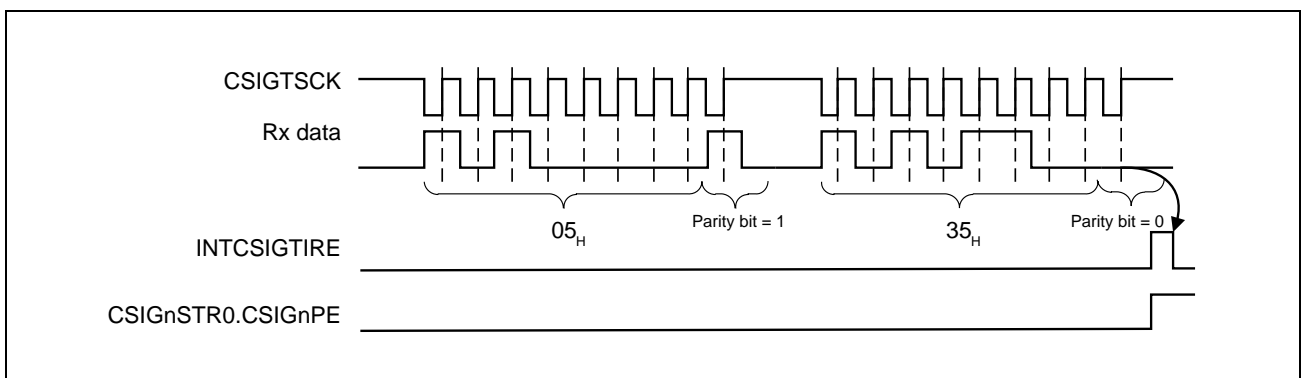 CSIGTSCK
Rx data
05H
Parity bit = 1
35H
Parity bit = 0
INTCSIGTIRE
CSIGnSTR0.CSIGnPE